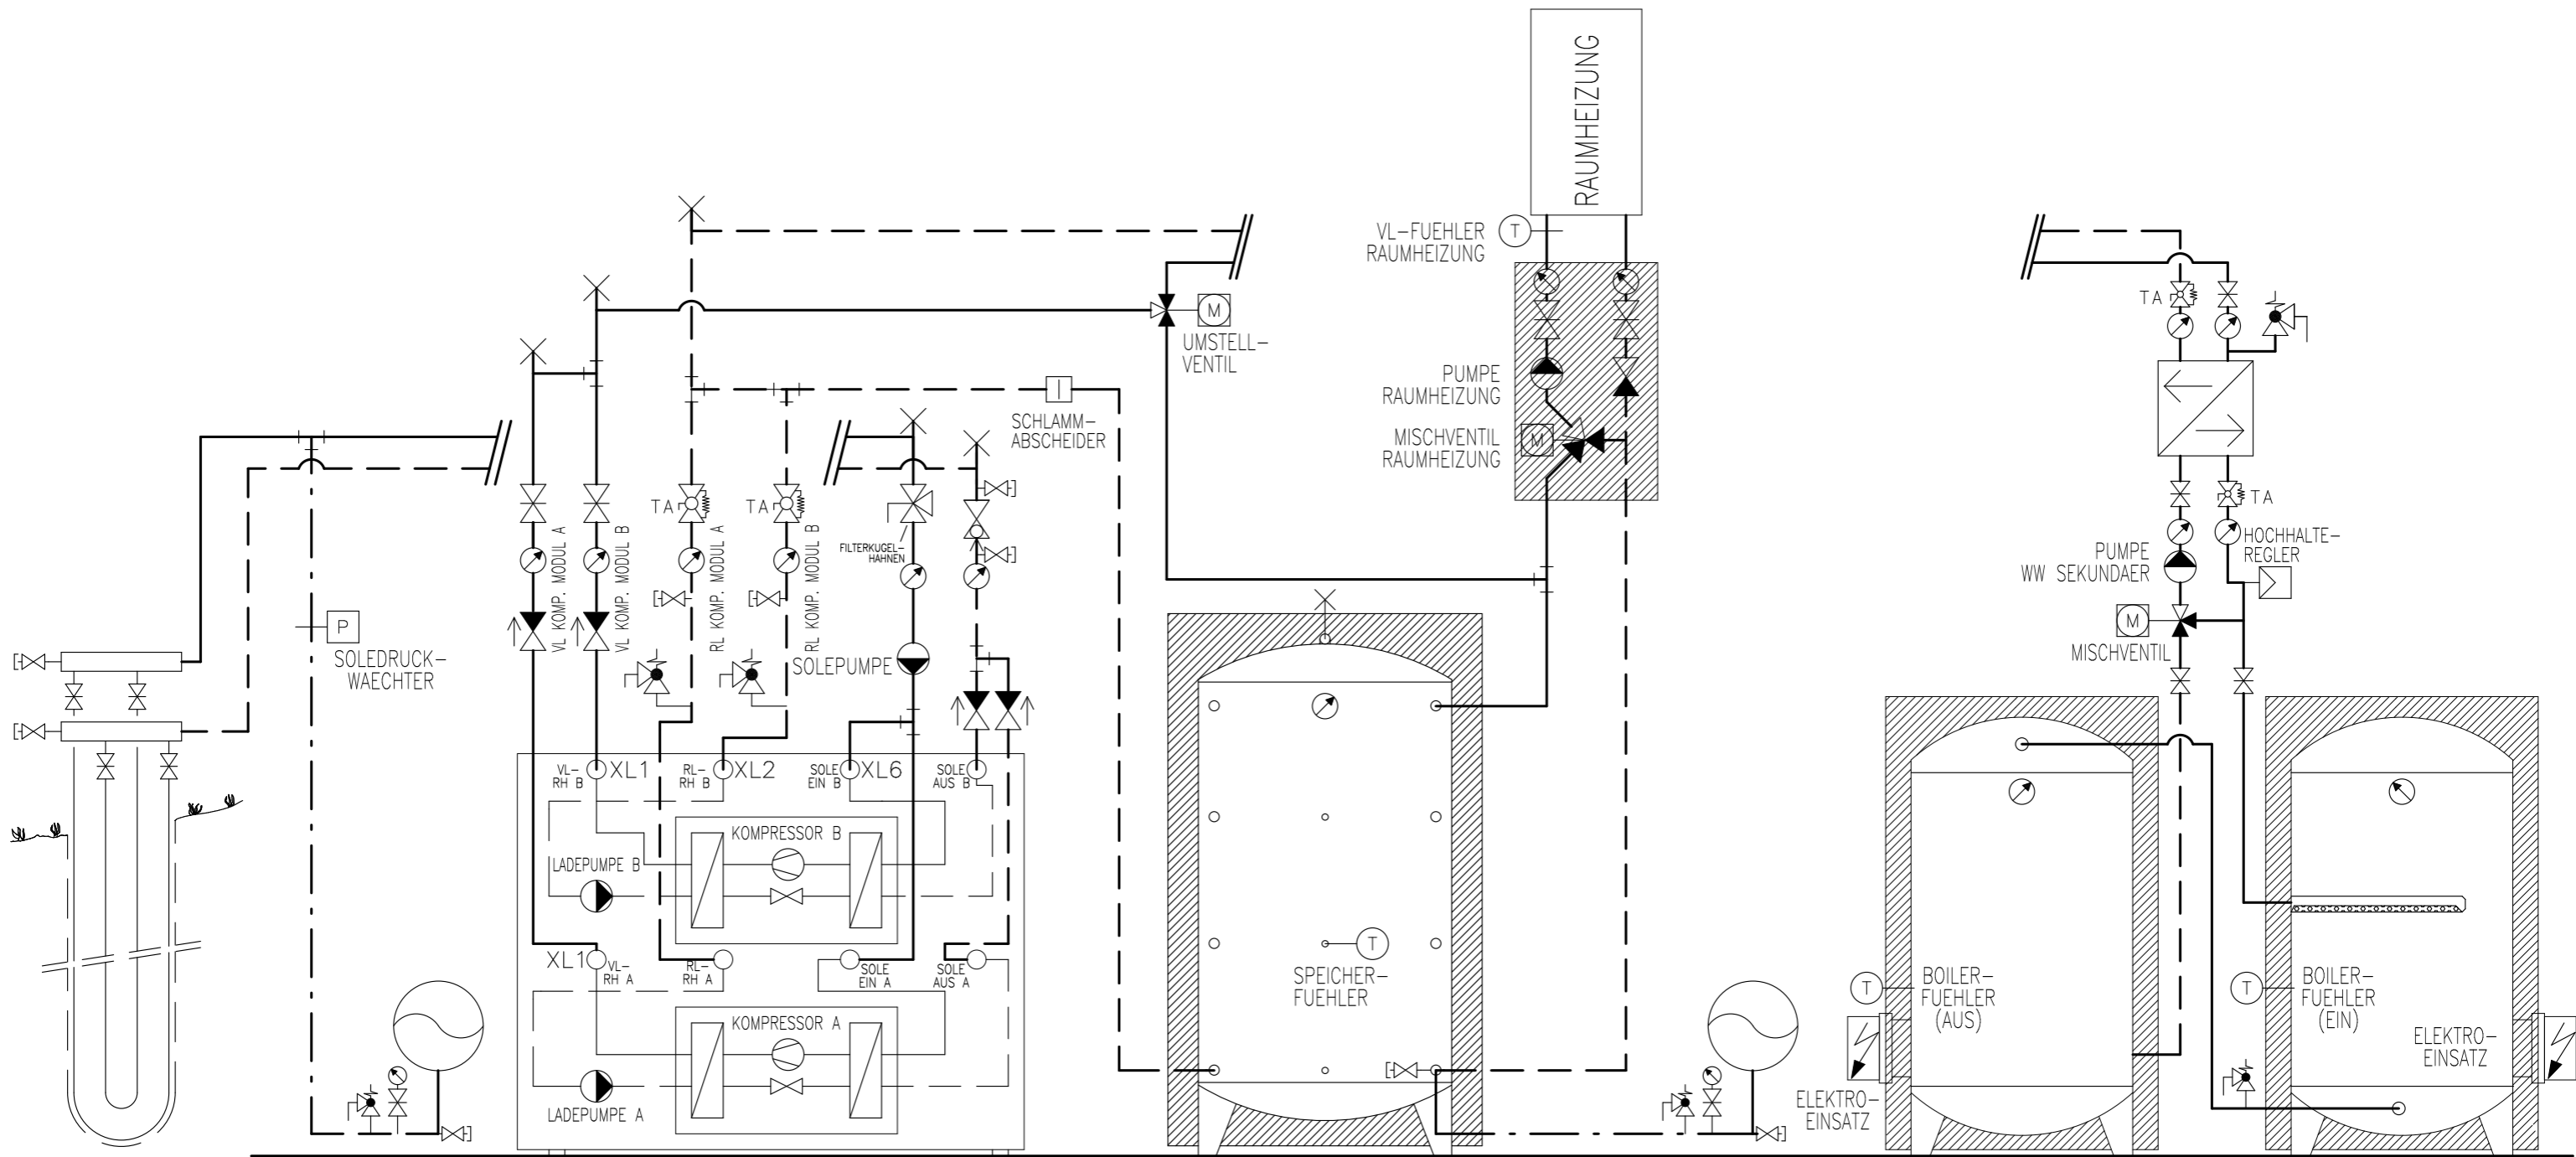 RAUMHEIZUNG
VL-FUEHLER
RAUMHEIZUNG
T
M
UMSTELL-
VENTIL
PUMPE
RAUMHEIZUNG
MISCHVENTIL
RAUMHEIZUNG
M
SCHLAMM-
ABSCHEIDER
TA
TA
TA
TA
FILTERKUGEL-
HAHNEN
VL KOMP. MODUL A
VL KOMP. MODUL B
RL KOMP. MODUL A
RL KOMP. MODUL B
HOCHHALTE-
REGLER
PUMPE
WW SEKUNDAER
M
MISCHVENTIL
P
SOLEDRUCK-
WAECHTER
SOLEPUMPE
VL-
RH B
XL1
RL-
RH B
XL2
SOLE
EIN B
XL6
SOLE
AUS B
KOMPRESSOR B
LADEPUMPE B
XL1
VL-
RH A
RL-
RH A
SOLE
EIN A
SOLE
AUS A
KOMPRESSOR A
LADEPUMPE A
T
SPEICHER-
FUEHLER
T
BOILER-
FUEHLER
(AUS)
T
BOILER-
FUEHLER
(EIN)
ELEKTRO-
EINSATZ
ELEKTRO-
EINSATZ